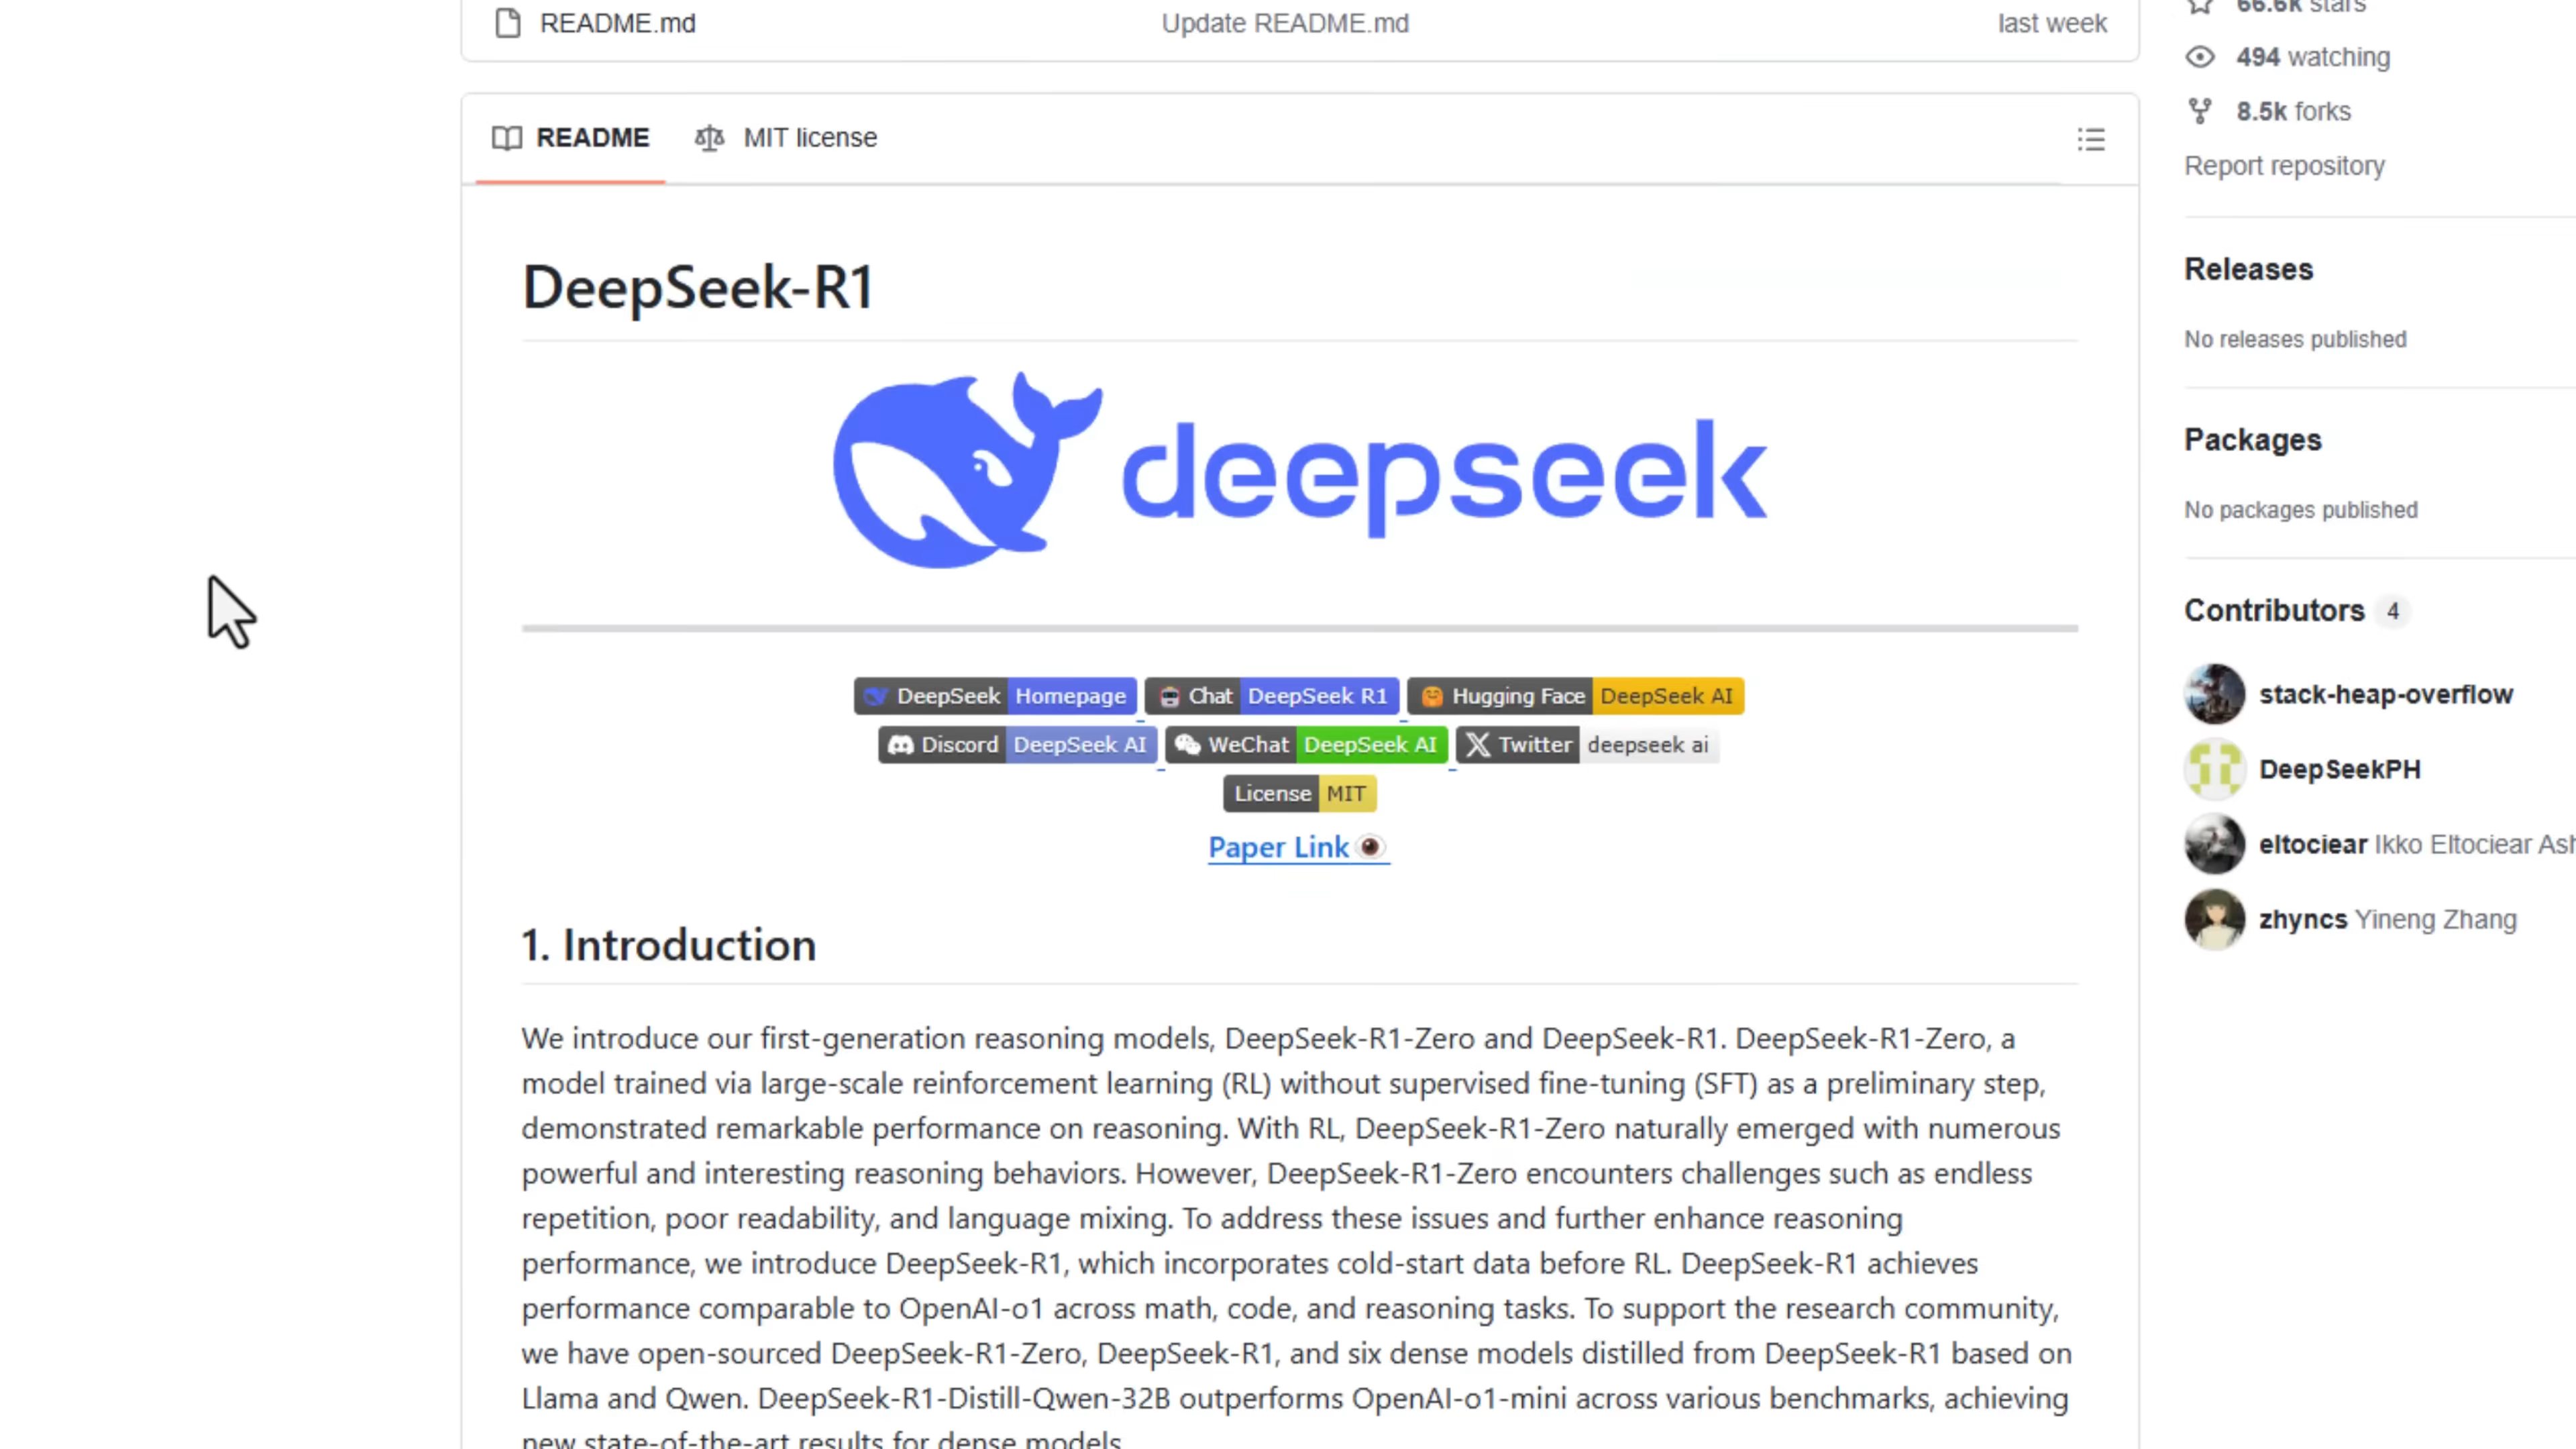 README.md Update README.md last week
README MIT license
DeepSeek-R1
deepseek
DeepSeek Homepage Chat DeepSeek R1 Hugging Face DeepSeek AI
Discord DeepSeek AI WeChat DeepSeek AI Twitter deepseek ai
License MIT
Paper Link
1. Introduction
We introduce our first-generation reasoning models, DeepSeek-R1-Zero and DeepSeek-R1. DeepSeek-R1-Zero, a
model trained via large-scale reinforcement learning (RL) without supervised fine-tuning (SFT) as a preliminary step,
demonstrated remarkable performance on reasoning. With RL, DeepSeek-R1-Zero naturally emerged with numerous
powerful and interesting reasoning behaviors. However, DeepSeek-R1-Zero encounters challenges such as endless
repetition, poor readability, and language mixing. To address these issues and further enhance reasoning
performance, we introduce DeepSeek-R1, which incorporates cold-start data before RL. DeepSeek-R1 achieves
performance comparable to OpenAI-o1 across math, code, and reasoning tasks. To support the research community,
we have open-sourced DeepSeek-R1-Zero, DeepSeek-R1, and six dense models distilled from DeepSeek-R1 based on
Llama and Qwen. DeepSeek-R1-Distill-Qwen-32B outperforms OpenAI-o1-mini across various benchmarks, achieving
new state-of-the-art results for dense models.
66.6k stars
494 watching
8.5k forks
Report repository
Releases
No releases published
Packages
No packages published
Contributors 4
stack-heap-overflow
DeepSeekPH
eltociear Ikko Eltociear
zhyncs Yineng Zhang